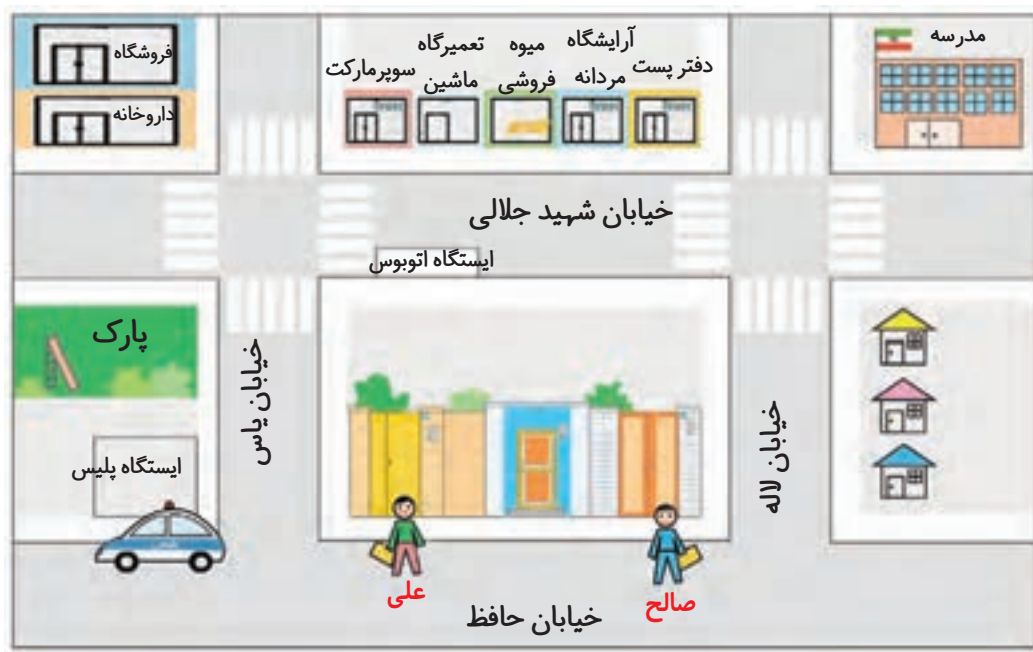 مدرسه
دفتر پست
آرایشگاه
مردانه
میوه
فروشی
تعمیرگاه
ماشین
سوپرمارکت
فروشگاه
داروخانه
خیابان شهید جلالی
ایستگاه اتوبوس
پارک
خیابان یاس
خیابان لاله
ایستگاه پلیس
علی
صالح
خیابان حافظ